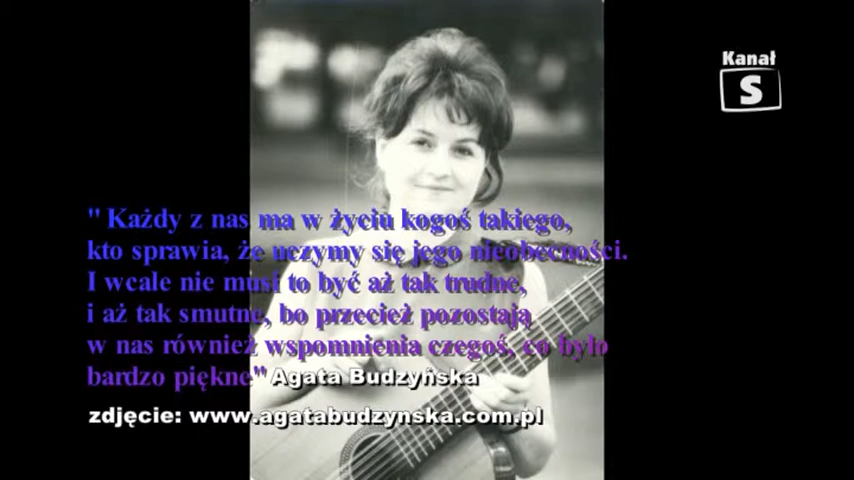 Kanał
S
" Każdy z nas ma w życiu kogoś takiego,
kto sprawia, że uczymy się jego nieobecności.
I wcale nie musi to być aż tak trudne,
i aż tak smutne, bo przecież pozostają
w nas również wspomnienia czegoś, co było
bardzo piękne" Agata Budzyńska
zdjęcie: www.agatabudzynska.com.pl